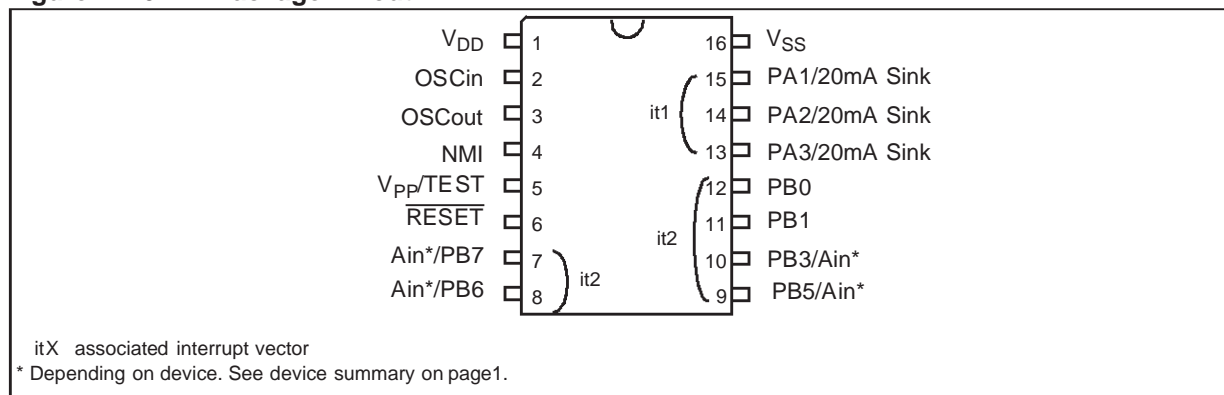 V_DD 1 16 V_SS
OSCin 2 15 PA1/20mA Sink
OSCout 3 it1 14 PA2/20mA Sink
NMI 4 13 PA3/20mA Sink
V_PP/TEST 5 12 PB0
RESET 6 11 PB1
it2
Ain*/PB7 7 10 PB3/Ain*
it2
Ain*/PB6 8 9 PB5/Ain*
itX associated interrupt vector
* Depending on device. See device summary on page1.